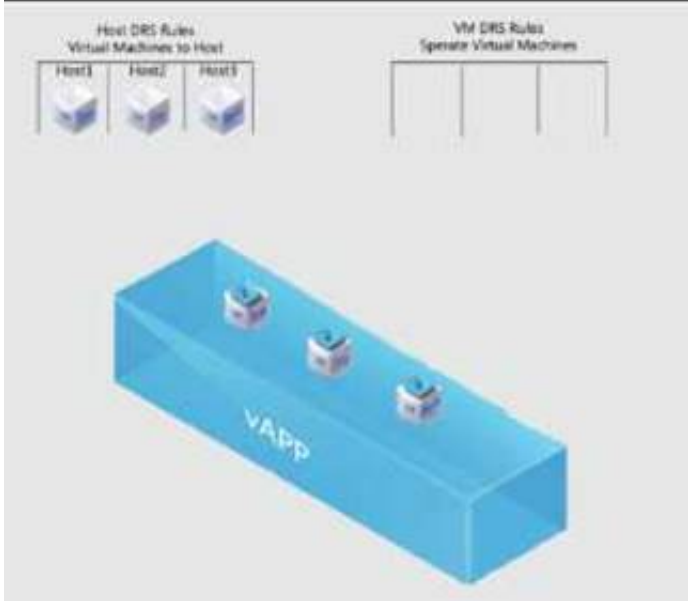 Host DRS Rules
Virtual Machines to Host
Host1 Host2 Host3
VM DRS Rules
Sperate Virtual Machines
vAPP